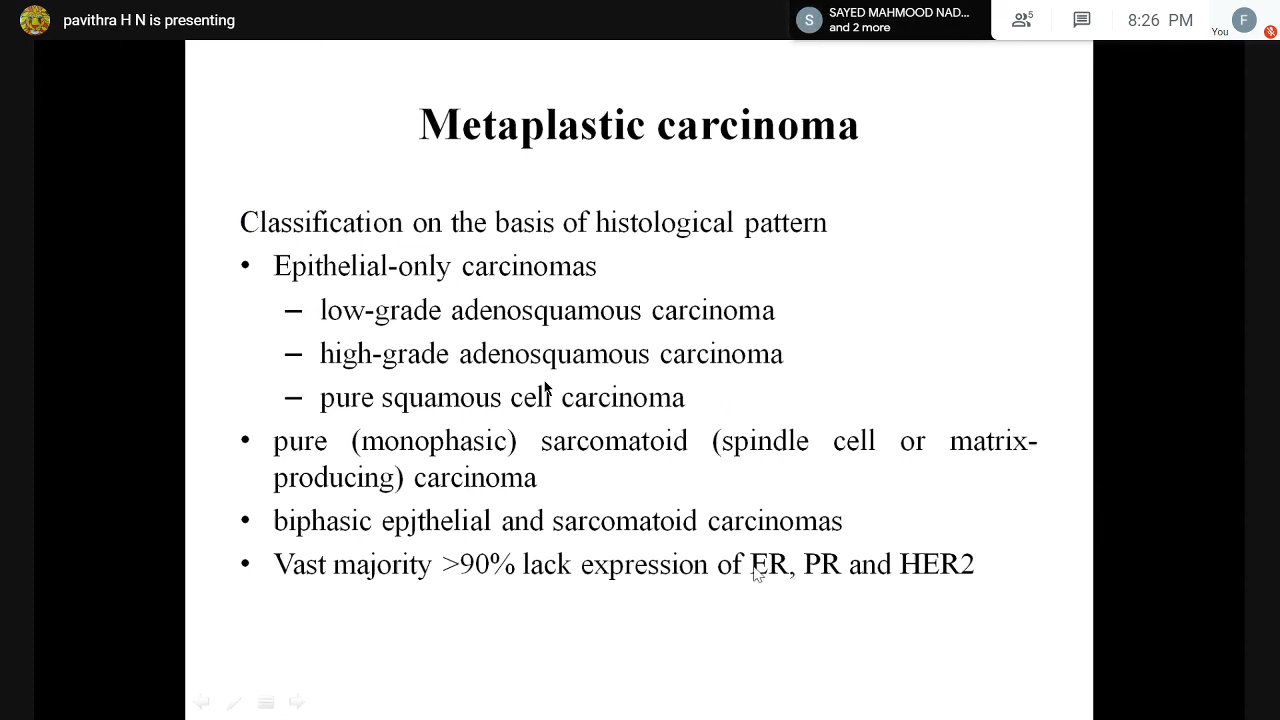 pavithra H N is presenting
S
SAYED MAHMOOD NAD...
and 2 more
5
8:26 PM
You
F
Metaplastic carcinoma
Classification on the basis of histological pattern
• Epithelial-only carcinomas
– low-grade adenosquamous carcinoma
– high-grade adenosquamous carcinoma
– pure squamous cell carcinoma
• pure (monophasic) sarcomatoid (spindle cell or matrix-
producing) carcinoma
• biphasic epjthelial and sarcomatoid carcinomas
• Vast majority >90% lack expression of ER, PR and HER2